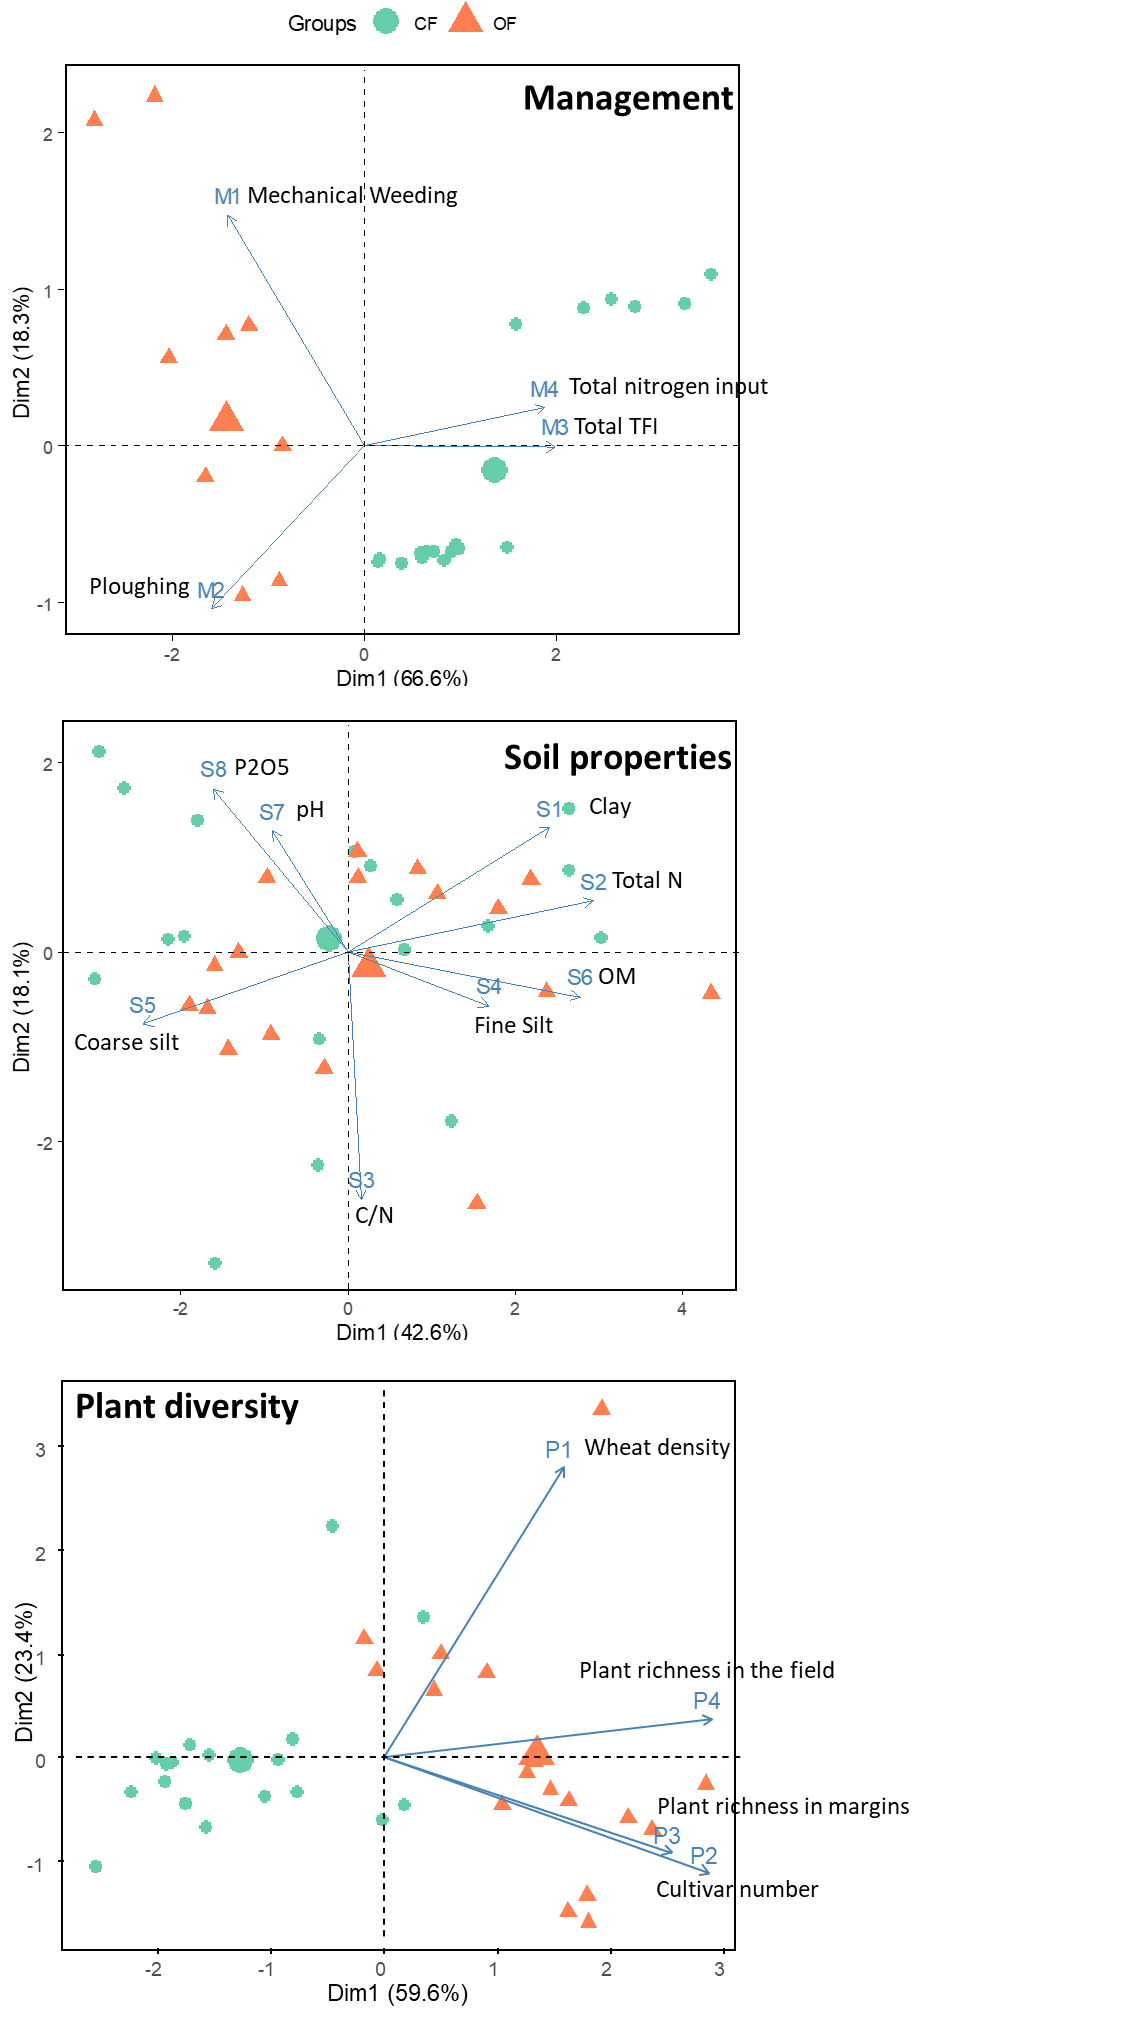 Groups CF OF
Management
2
M1 Mechanical Weeding
1
M4 Total nitrogen input
M3 Total TFI
0
Ploughing M2
-1
Dim2 (18.3%)
-2 0 2
Dim1 (66.6%)
Soil properties
2
S8 P2O5
S7 pH
S1 Clay
S2 Total N
0
S6 OM
S4
Fine Silt
S5
Coarse silt
-2
S3
C/N
Dim2 (18.1%)
-2 0 2 4
Dim1 (42.6%)
Plant diversity
3
P1 Wheat density
2
Plant richness in the field
1
P4
0
Plant richness in margins
P3
P2
-1
Cultivar number
Dim2 (23.4%)
-2 -1 0 1 2 3
Dim1 (59.6%)